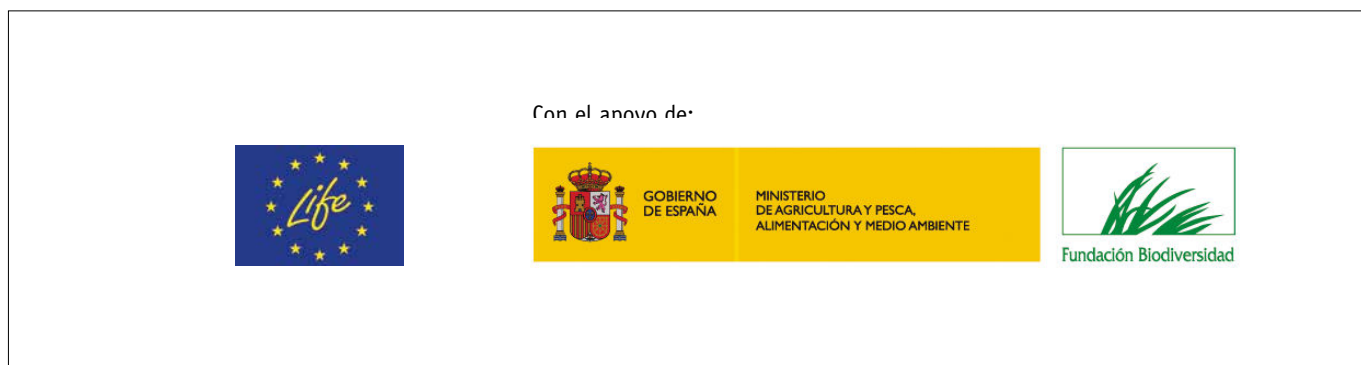 Con el apoyo de:
Life
GOBIERNO
DE ESPAÑA
MINISTERIO
DE AGRICULTURA Y PESCA,
ALIMENTACIÓN Y MEDIO AMBIENTE
Fundación Biodiversidad